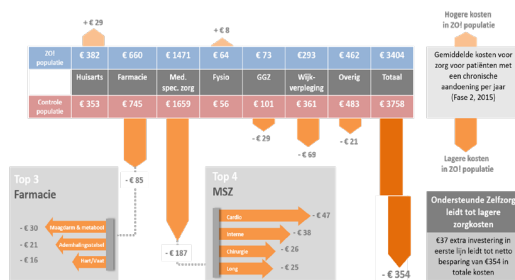 + € 29
+ € 8
Hogere kosten
in ZO! populatie
ZO!
populatie
€ 382
€ 660
€ 1471
€ 64
€ 73
€293
€ 462
€ 3404
Huisarts
Farmacie
Med.
spec. zorg
Fysio
GGZ
Wijk-
verpleging
Overig
Totaal
Controle
populatie
€ 353
€ 745
€ 1659
€ 56
€ 101
€ 361
€ 483
€ 3758
Gemiddelde kosten voor
zorg voor patiënten met
een chronische
aandoening per jaar
(Fase 2, 2015)
- € 29
- € 69
- € 21
Lagere kosten
in ZO! populatie
- € 85
- € 187
- € 354
Top 3
Farmacie
- € 30
Maagdarm & metabool
- € 21
Ademhalingsstelsel
- € 16
Hart/Vaat
Top 4
MSZ
Cardio
- € 47
Interne
- € 38
Chirurgie
- € 26
Long
- € 25
Ondersteunde Zelfzorg
leidt tot lagere
zorgkosten
€37 extra investering in
eerste lijn leidt tot netto
besparing van €354 in
totale kosten